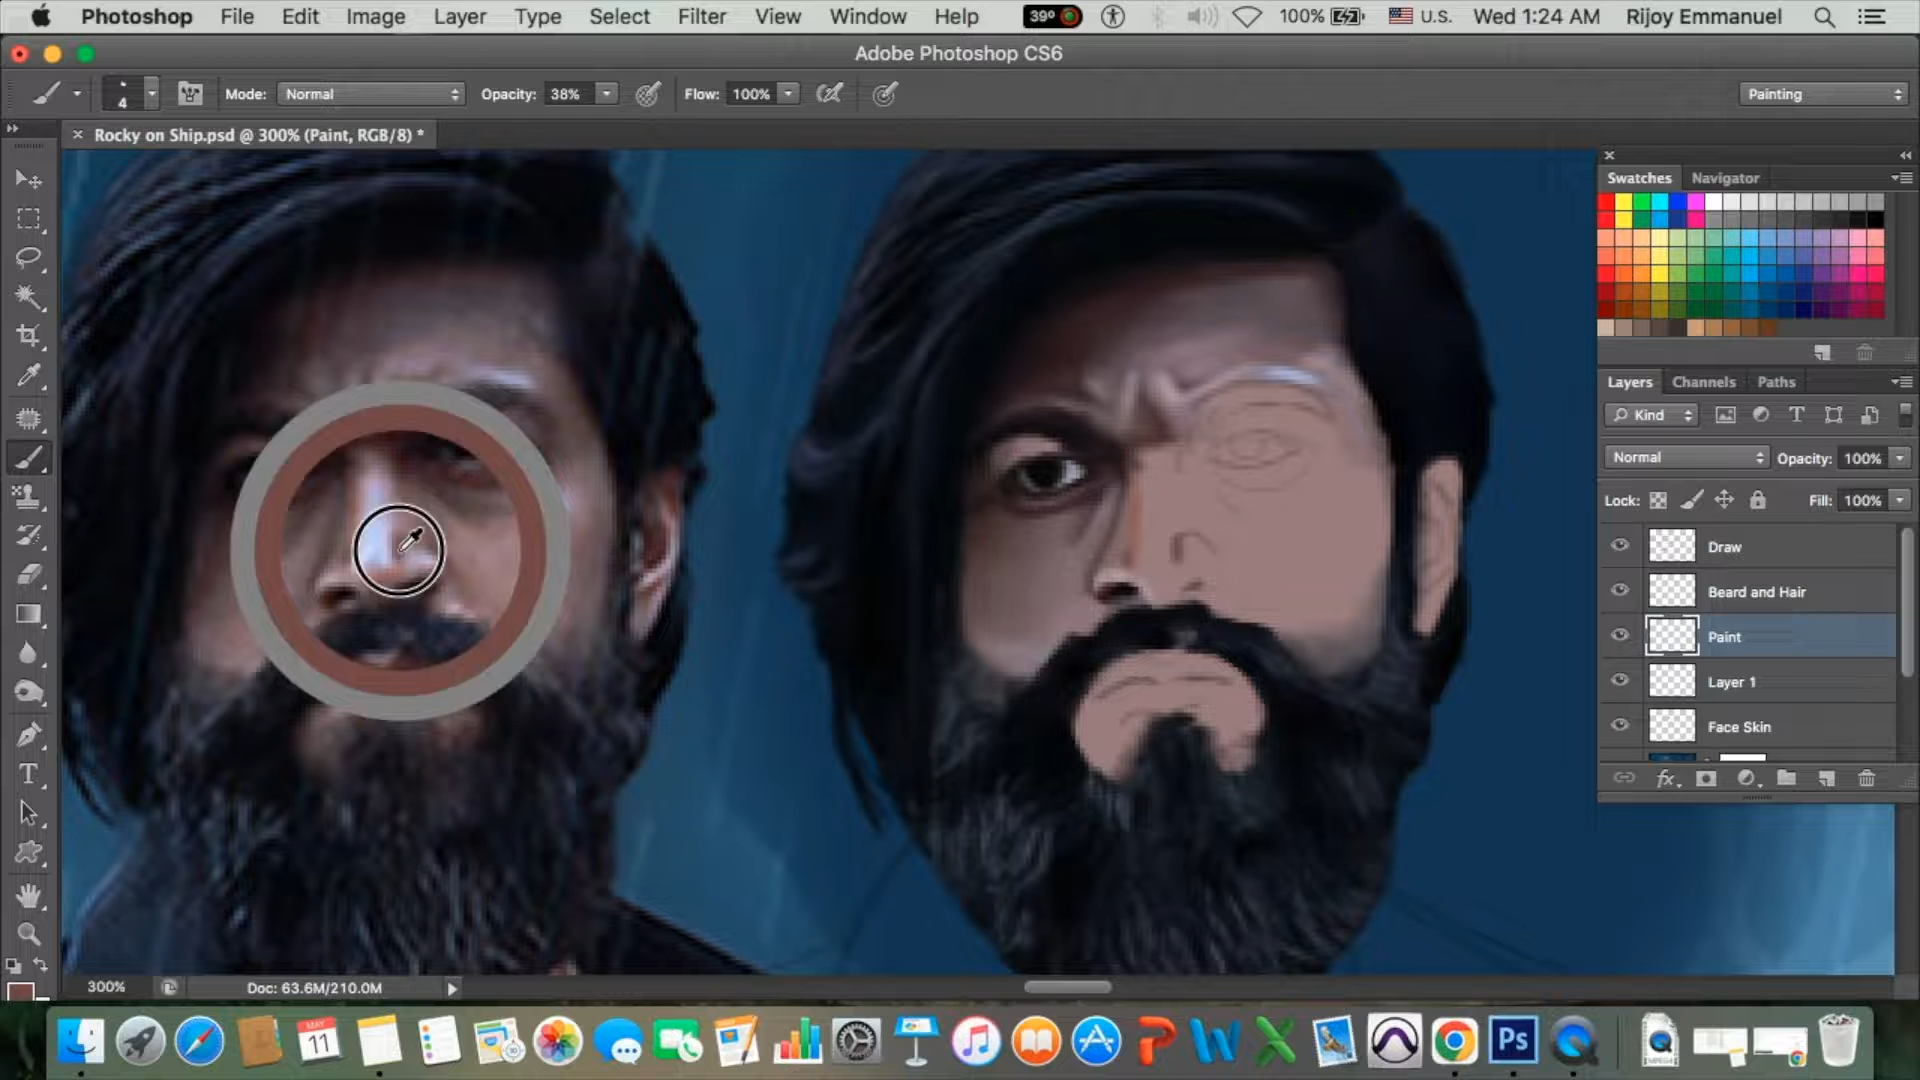 Photoshop File Edit Image Layer Type Select Filter View Window Help 39° 100% U.S. Wed 1:24 AM Rijoy Emmanuel
Adobe Photoshop CS6
4 Mode: Normal Opacity: 38% Flow: 100% Painting
Rocky on Ship.psd @ 300% (Paint, RGB/8) *
Swatches Navigator
Layers Channels Paths
Kind
Normal Opacity: 100%
Lock: Fill: 100%
Draw
Beard and Hair
Paint
Layer 1
Face Skin
fx
300% Doc: 63.6M/210.0M
MAY
11
Ps